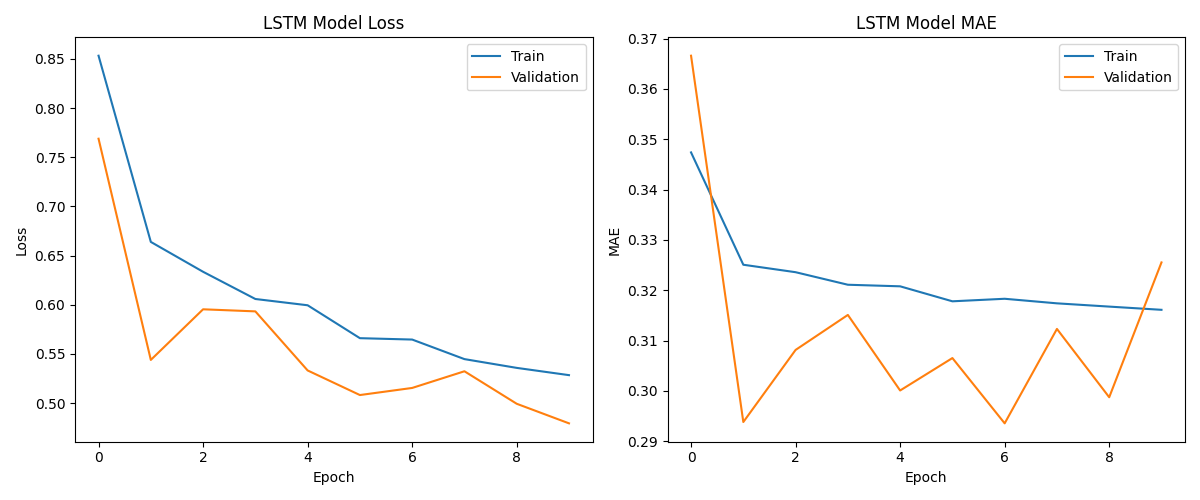 LSTM Model Loss
Train
Validation
0.85
0.80
0.75
0.70
0.65
0.60
0.55
0.50
Loss
0
2
4
6
8
Epoch
LSTM Model MAE
Train
Validation
0.37
0.36
0.35
0.34
0.33
0.32
0.31
0.30
0.29
MAE
0
2
4
6
8
Epoch